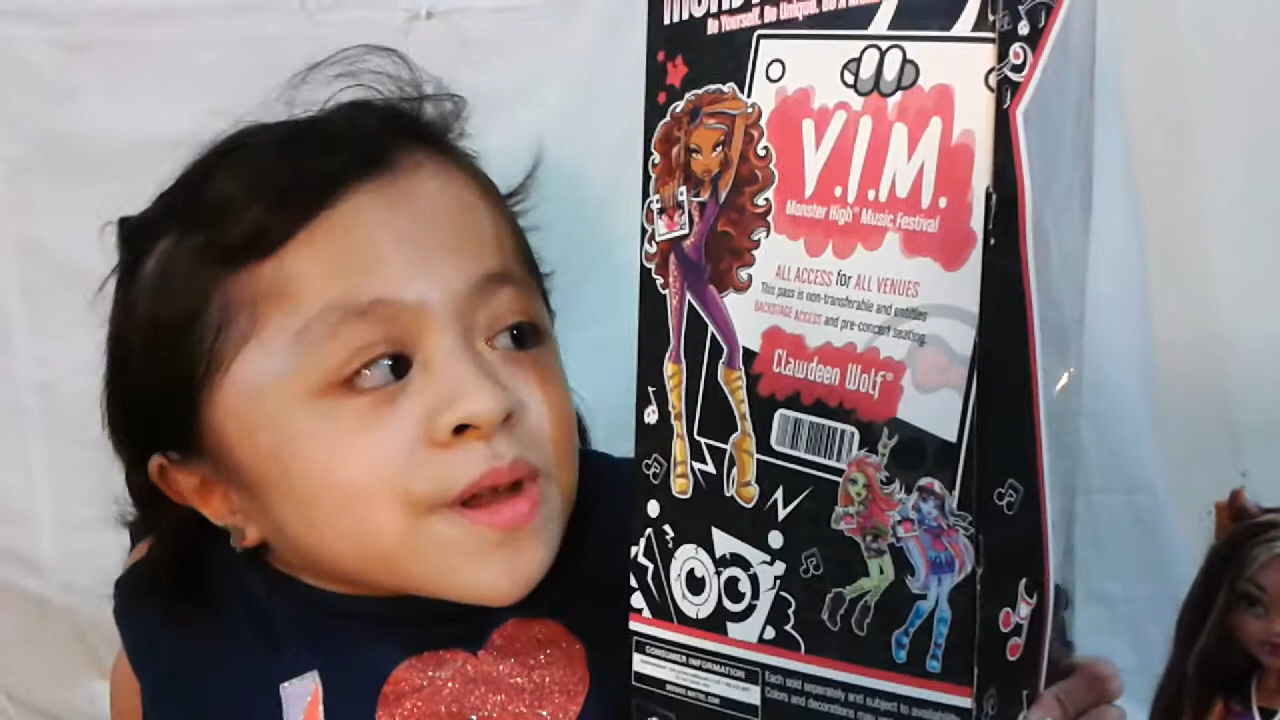 Be Yourself. Be Unique. Be A
V.I.M.
Monster High Music Festival
ALL ACCESS for ALL VENUES
This pass is non-transferable and entitles
BACKSTAGE ACCESS and pre-concert seating.
Clawdeen Wolf®
CONSUMER INFORMATION
Each sold separately and subject to availability.
Colors and decorations may